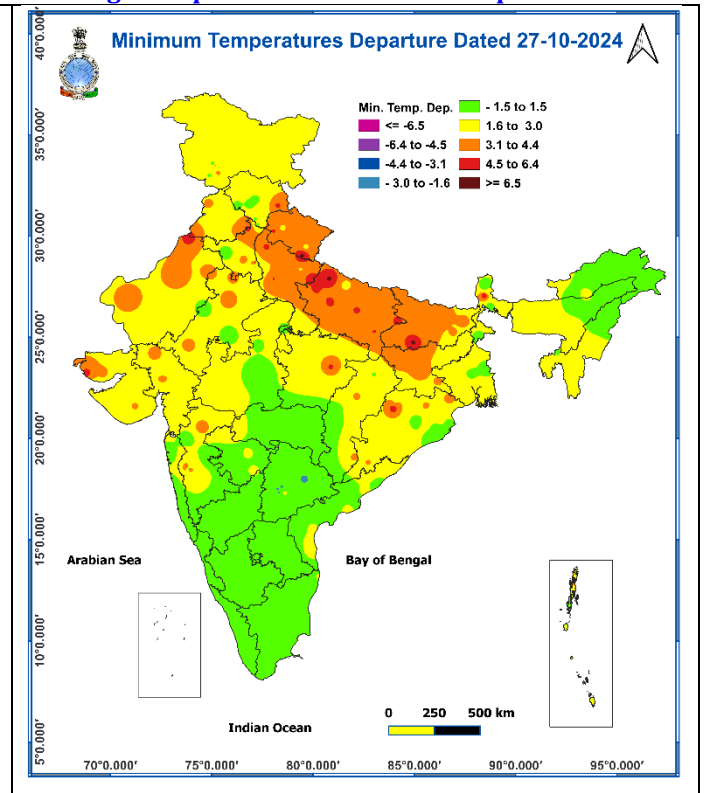 Minimum Temperatures Departure Dated 27-10-2024
Min. Temp. Dep.
<= -6.5
-6.4 to -4.5
-4.4 to -3.1
- 3.0 to -1.6
- 1.5 to 1.5
1.6 to 3.0
3.1 to 4.4
4.5 to 6.4
>= 6.5
40°0.000'
35°0.000'
30°0.000'
25°0.000'
20°0.000'
15°0.000'
10°0.000'
5°0.000'
Arabian Sea
Bay of Bengal
Indian Ocean
0 250 500 km
70°0.000' 75°0.000' 80°0.000' 85°0.000' 90°0.000' 95°0.000'